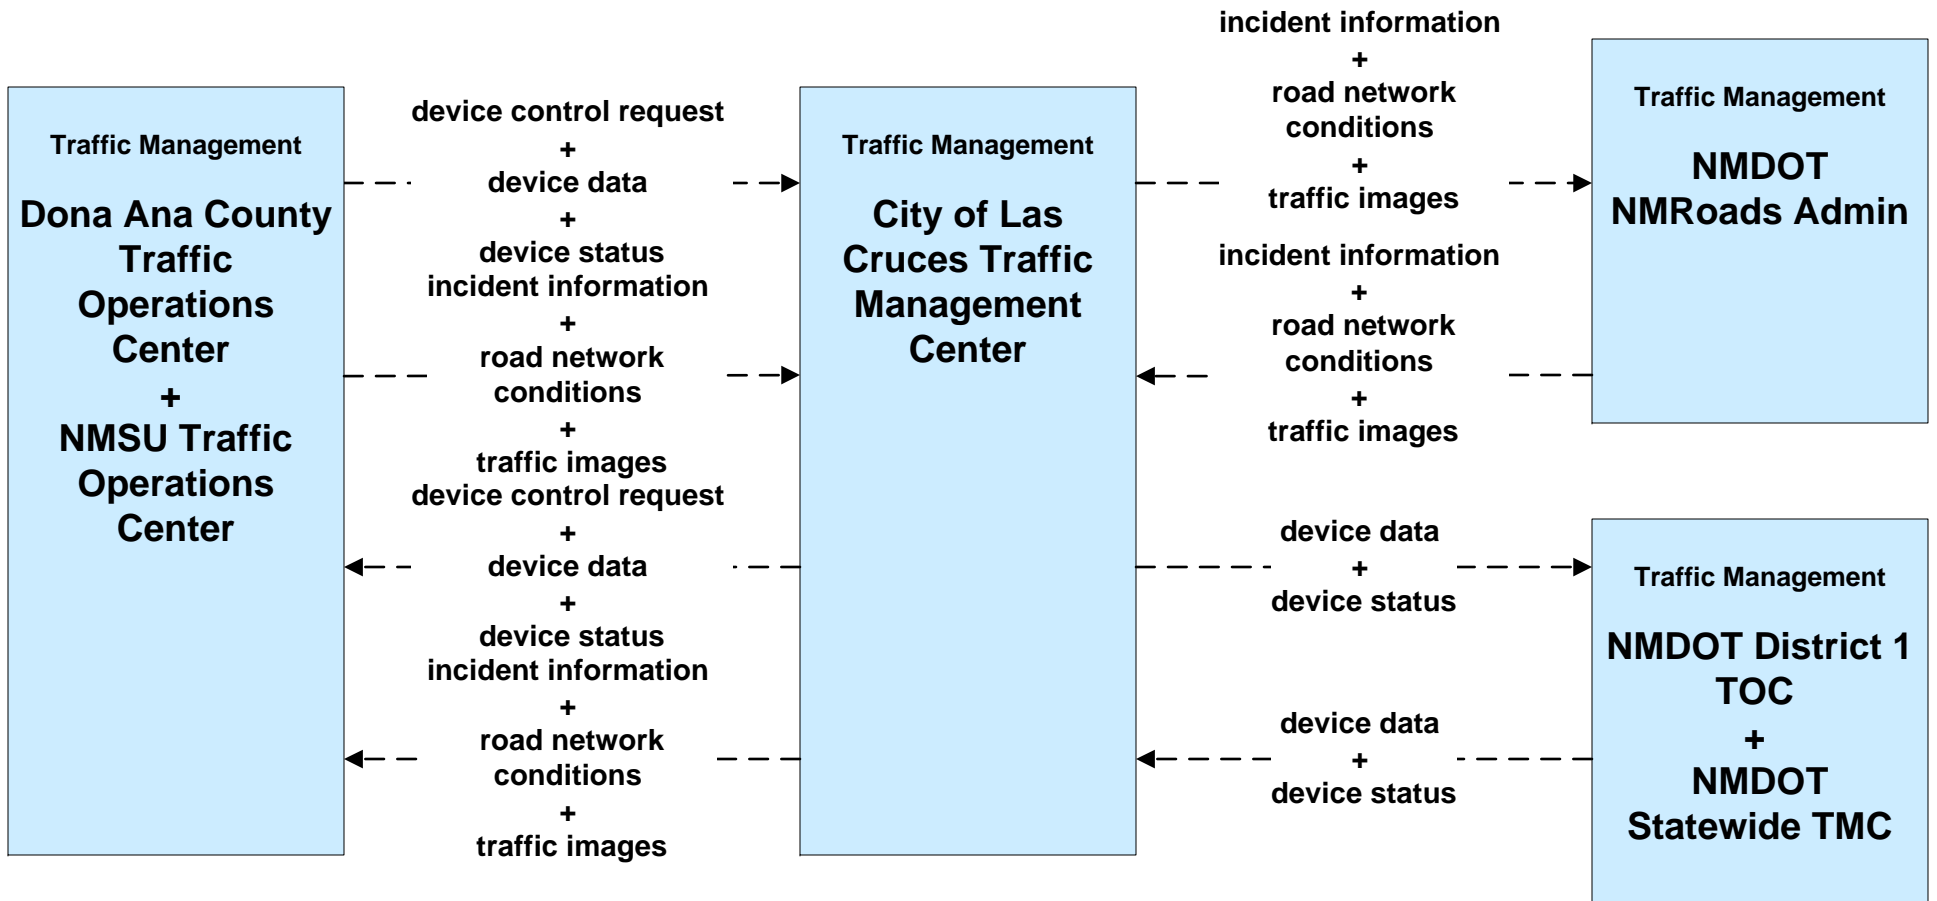 Traffic Management
Dona Ana County
Traffic
Operations
Center
+
NMSU Traffic
Operations
Center
device control request
+
device data
+
device status
incident information
+
road network
conditions
+
traffic images
device control request
+
device data
+
device status
incident information
+
road network
conditions
+
traffic images
Traffic Management
City of Las
Cruces Traffic
Management
Center
incident information
+
road network
conditions
+
traffic images
incident information
+
road network
conditions
+
traffic images
device data
+
device status
device data
+
device status
Traffic Management
NMDOT
NMRoads Admin
Traffic Management
NMDOT District 1
TOC
+
NMDOT
Statewide TMC